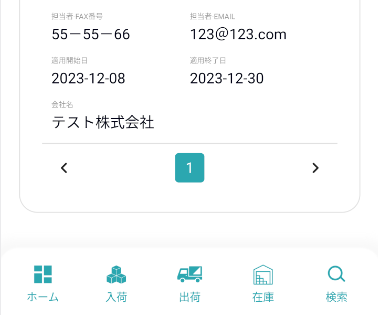 担当者 FAX番号 担当者 EMAIL
55－55－66 123@123.com
適用開始日 適用終了日
2023-12-08 2023-12-30
会社名
テスト株式会社
1
ホーム 入荷 出荷 在庫 検索